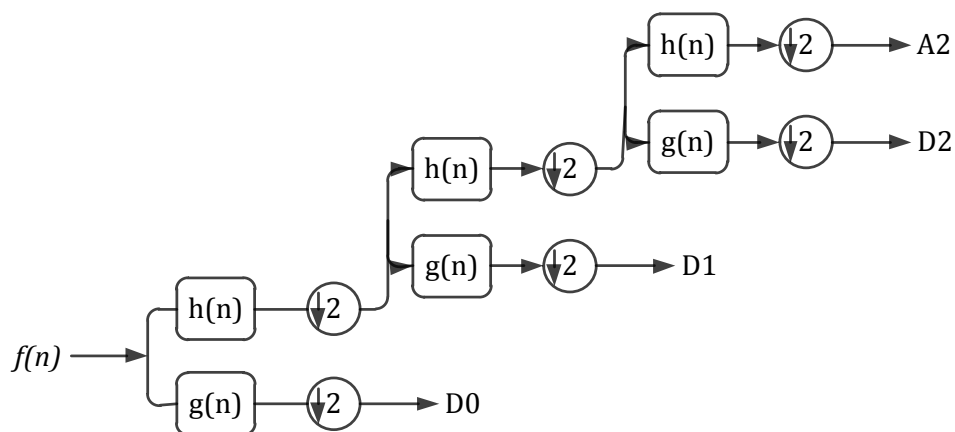 h(n) ↓2 A2
g(n) ↓2 D2
h(n) ↓2
g(n) ↓2 D1
h(n) ↓2
f(n)
g(n) ↓2 D0